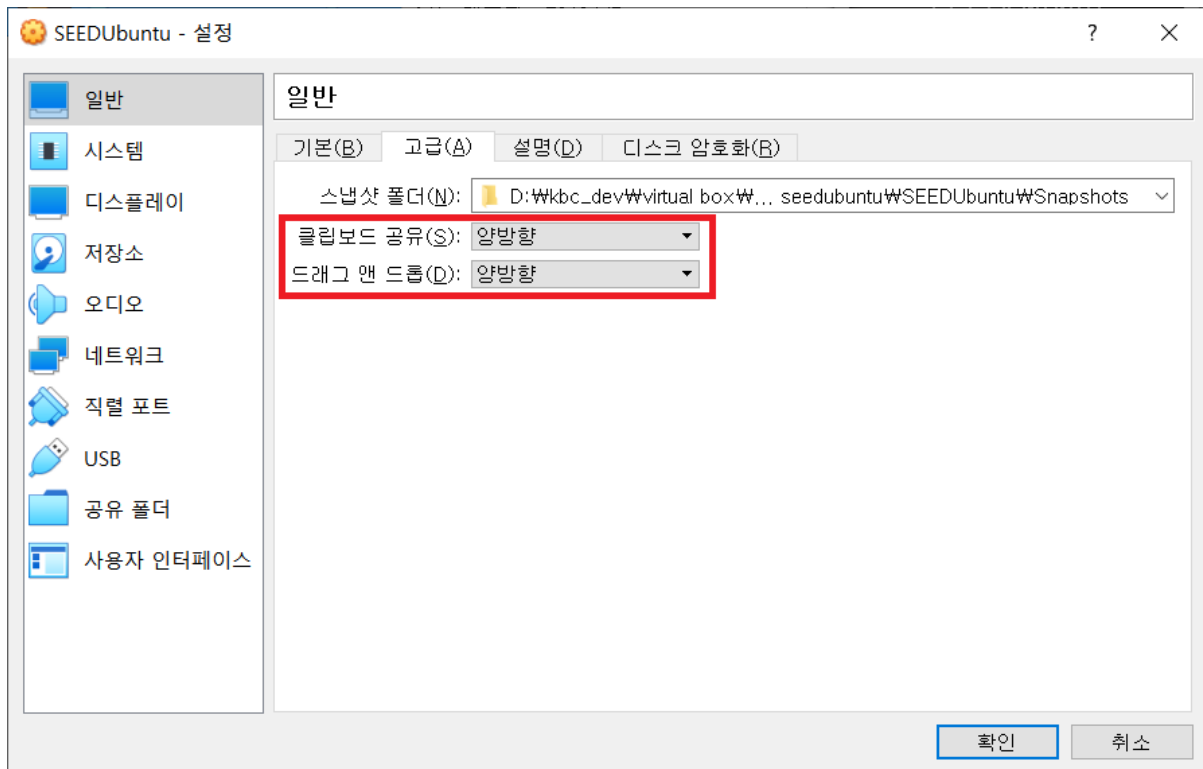 SEEDUbuntu - 설정
?
일반
시스템
디스플레이
저장소
오디오
네트워크
직렬 포트
USB
공유 폴더
사용자 인터페이스
일반
기본(B) 고급(A) 설명(D) 디스크 암호화(R)
스냅샷 폴더(N): D:₩kbc_dev₩virtual box₩... seedubuntu₩SEEDUbuntu₩Snapshots
클립보드 공유(S): 양방향
드래그 앤 드롭(D): 양방향
확인 취소